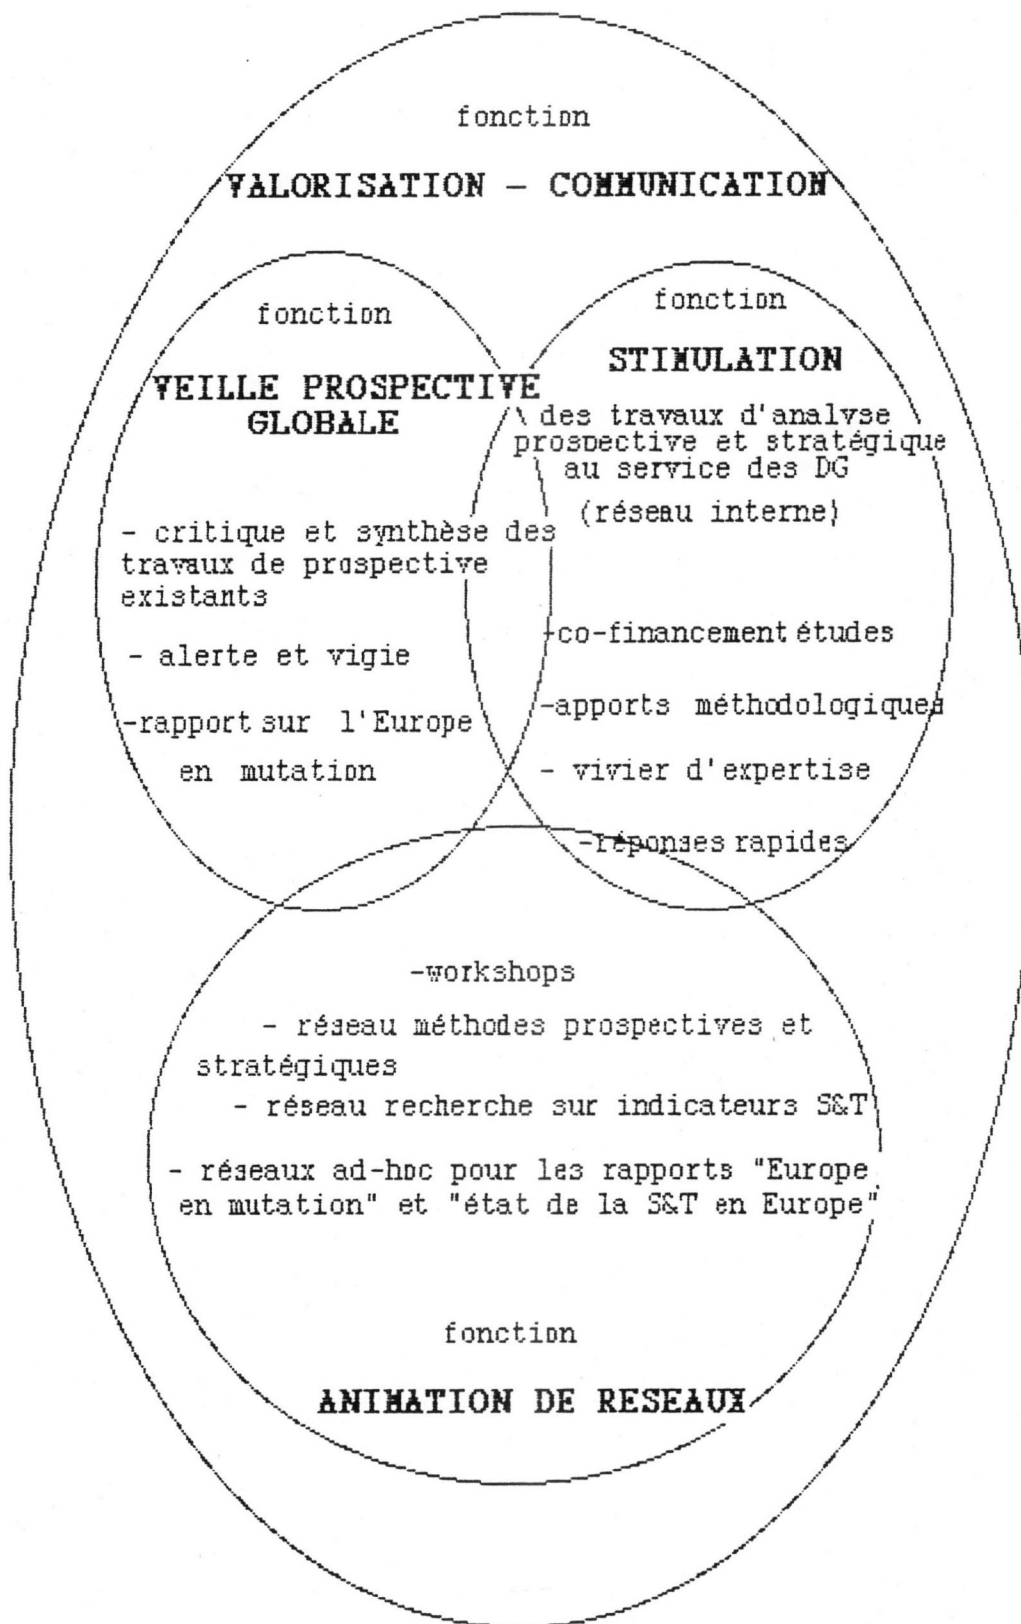 fonction
VALORISATION - COMMUNICATION
fonction
VEILLE PROSPECTIVE
GLOBALE
- critique et synthèse des
travaux de prospective
existants
- alerte et vigie
-rapport sur l'Europe
en mutation
fonction
STIMULATION
des travaux d'analyse
prospective et stratégique
au service des DG
(réseau interne)
-co-financement études
-apports méthodologiques
- vivier d'expertise
-réponses rapides
-workshops
- réseau méthodes prospectives et
stratégiques
- réseau recherche sur indicateurs S&T
- réseaux ad-hoc pour les rapports "Europe
en mutation" et "état de la S&T en Europe"
fonction
ANIMATION DE RESEAUX